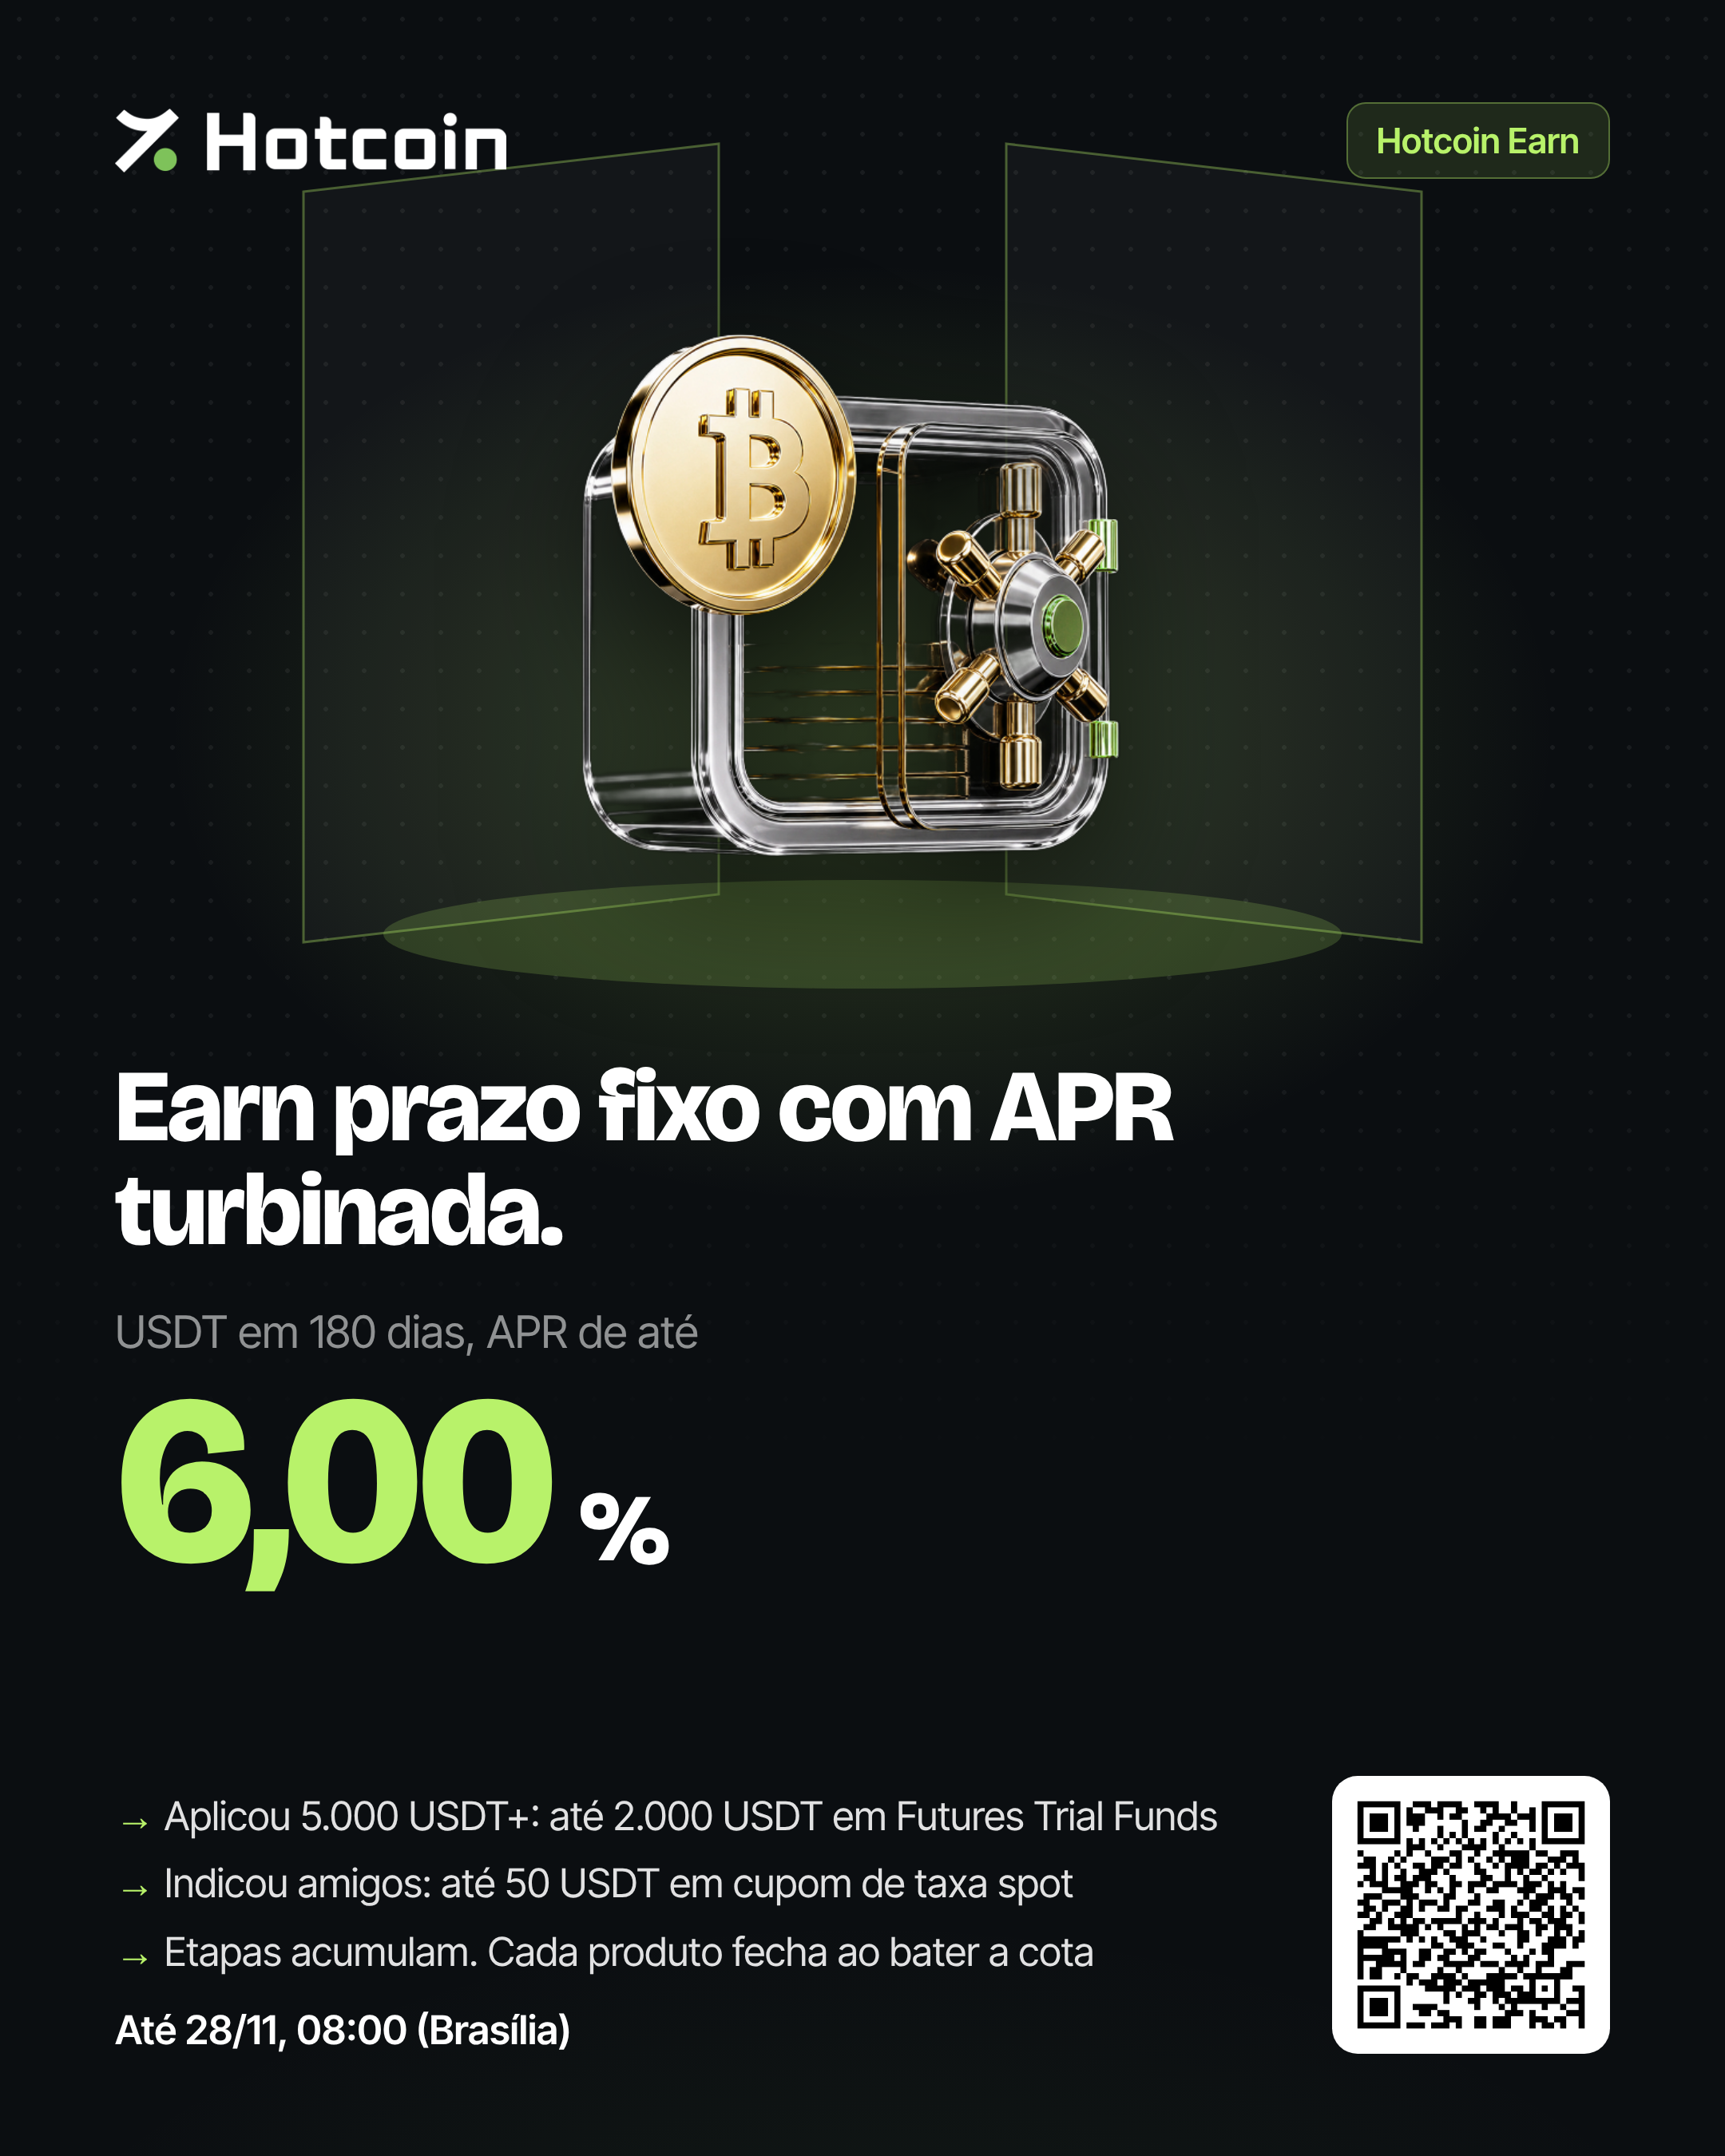 Hotcoin
Hotcoin Earn
Earn prazo fixo com APR
turbinada.
USDT em 180 dias, APR de até
6,00 %
→ Aplicou 5.000 USDT+: até 2.000 USDT em Futures Trial Funds
→ Indicou amigos: até 50 USDT em cupom de taxa spot
→ Etapas acumulam. Cada produto fecha ao bater a cota
Até 28/11, 08:00 (Brasília)